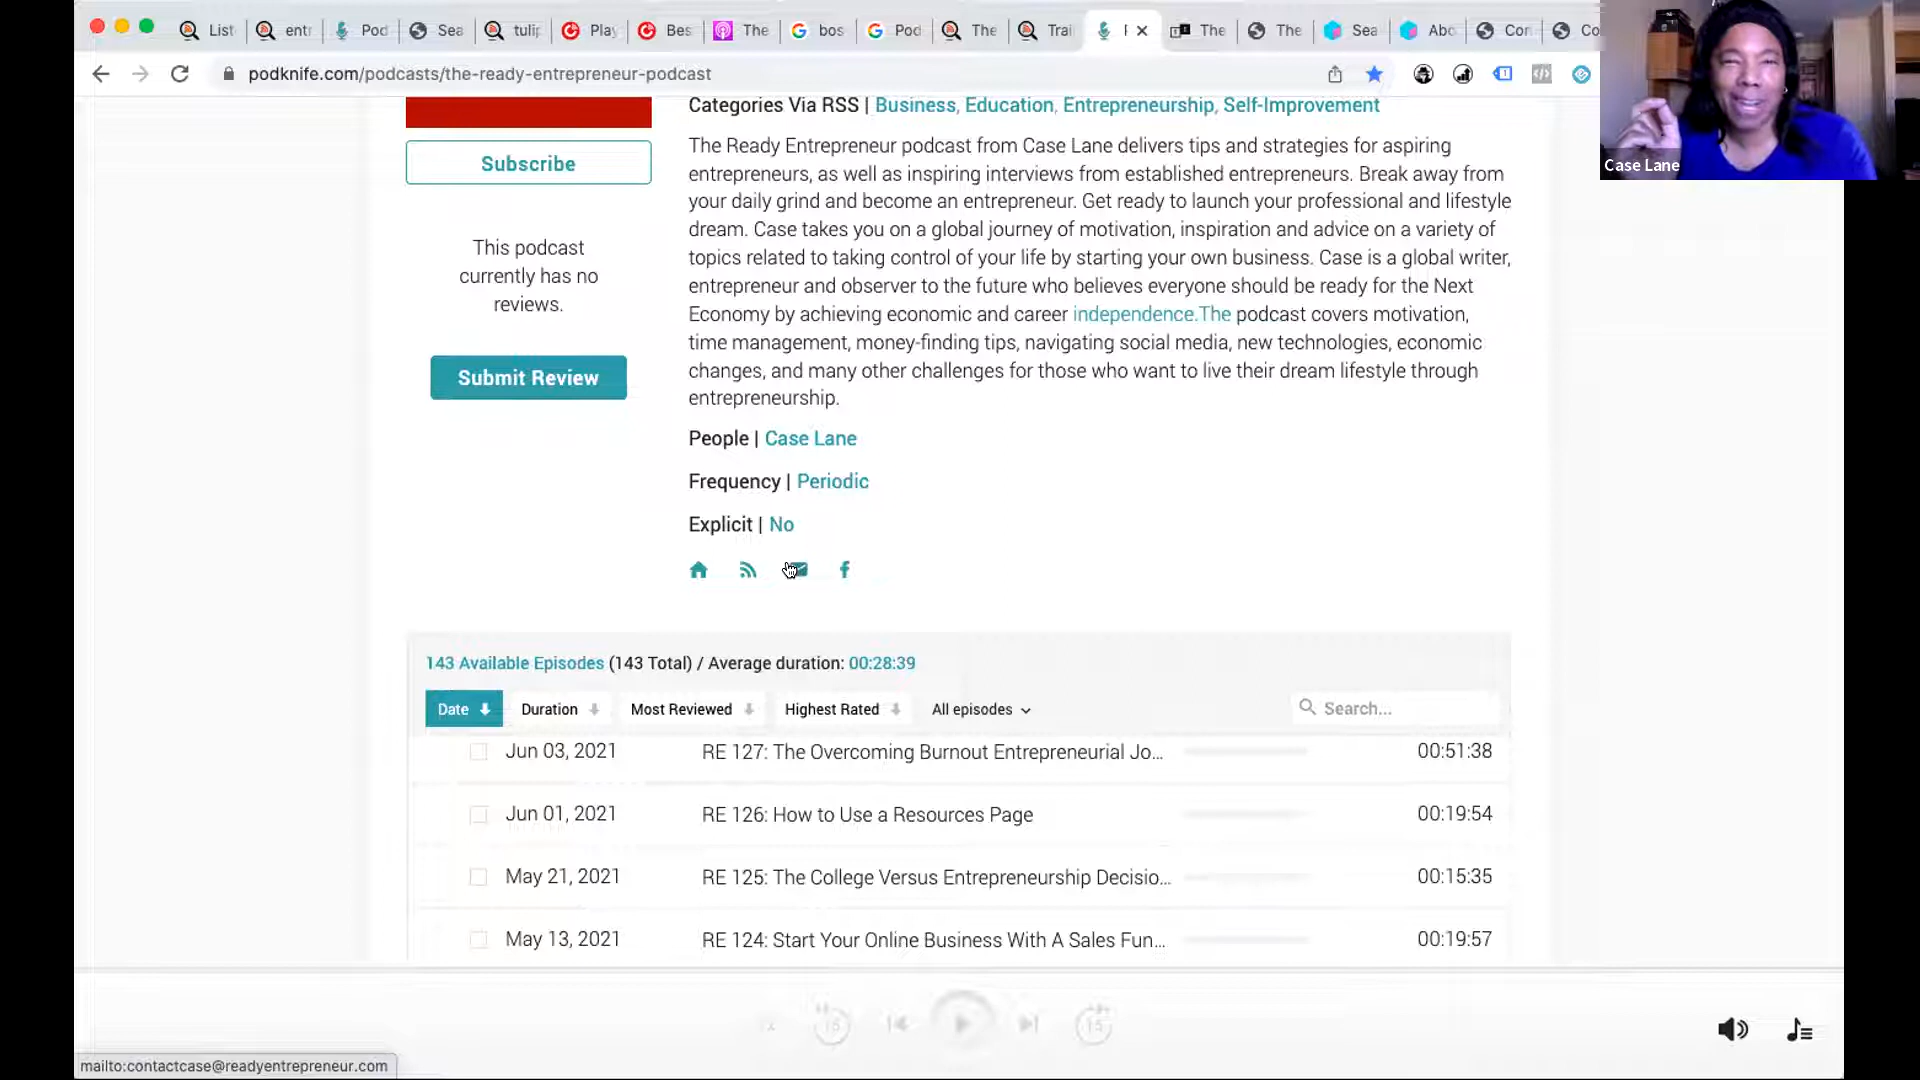 List
entr
Pod
Sea
tulip
Play
Bes
The
bos
Pod
The
Trai
The
The
Sea
Abo
Cor
Co
podknife.com/podcasts/the-ready-entrepreneur-podcast
Case Lane
Categories Via RSS | Business, Education, Entrepreneurship, Self-Improvement
Subscribe
This podcast
currently has no
reviews.
Submit Review
The Ready Entrepreneur podcast from Case Lane delivers tips and strategies for aspiring
entrepreneurs, as well as inspiring interviews from established entrepreneurs. Break away from
your daily grind and become an entrepreneur. Get ready to launch your professional and lifestyle
dream. Case takes you on a global journey of motivation, inspiration and advice on a variety of
topics related to taking control of your life by starting your own business. Case is a global writer,
entrepreneur and observer to the future who believes everyone should be ready for the Next
Economy by achieving economic and career independence.The podcast covers motivation,
time management, money-finding tips, navigating social media, new technologies, economic
changes, and many other challenges for those who want to live their dream lifestyle through
entrepreneurship.
People | Case Lane
Frequency | Periodic
Explicit | No
143 Available Episodes (143 Total) / Average duration: 00:28:39
Date Duration Most Reviewed Highest Rated All episodes Search...
Jun 03, 2021 RE 127: The Overcoming Burnout Entrepreneurial Jo... 00:51:38
Jun 01, 2021 RE 126: How to Use a Resources Page 00:19:54
May 21, 2021 RE 125: The College Versus Entrepreneurship Decisio... 00:15:35
May 13, 2021 RE 124: Start Your Online Business With A Sales Fun... 00:19:57
15
15
mailto:contactcase@readyentrepreneur.com